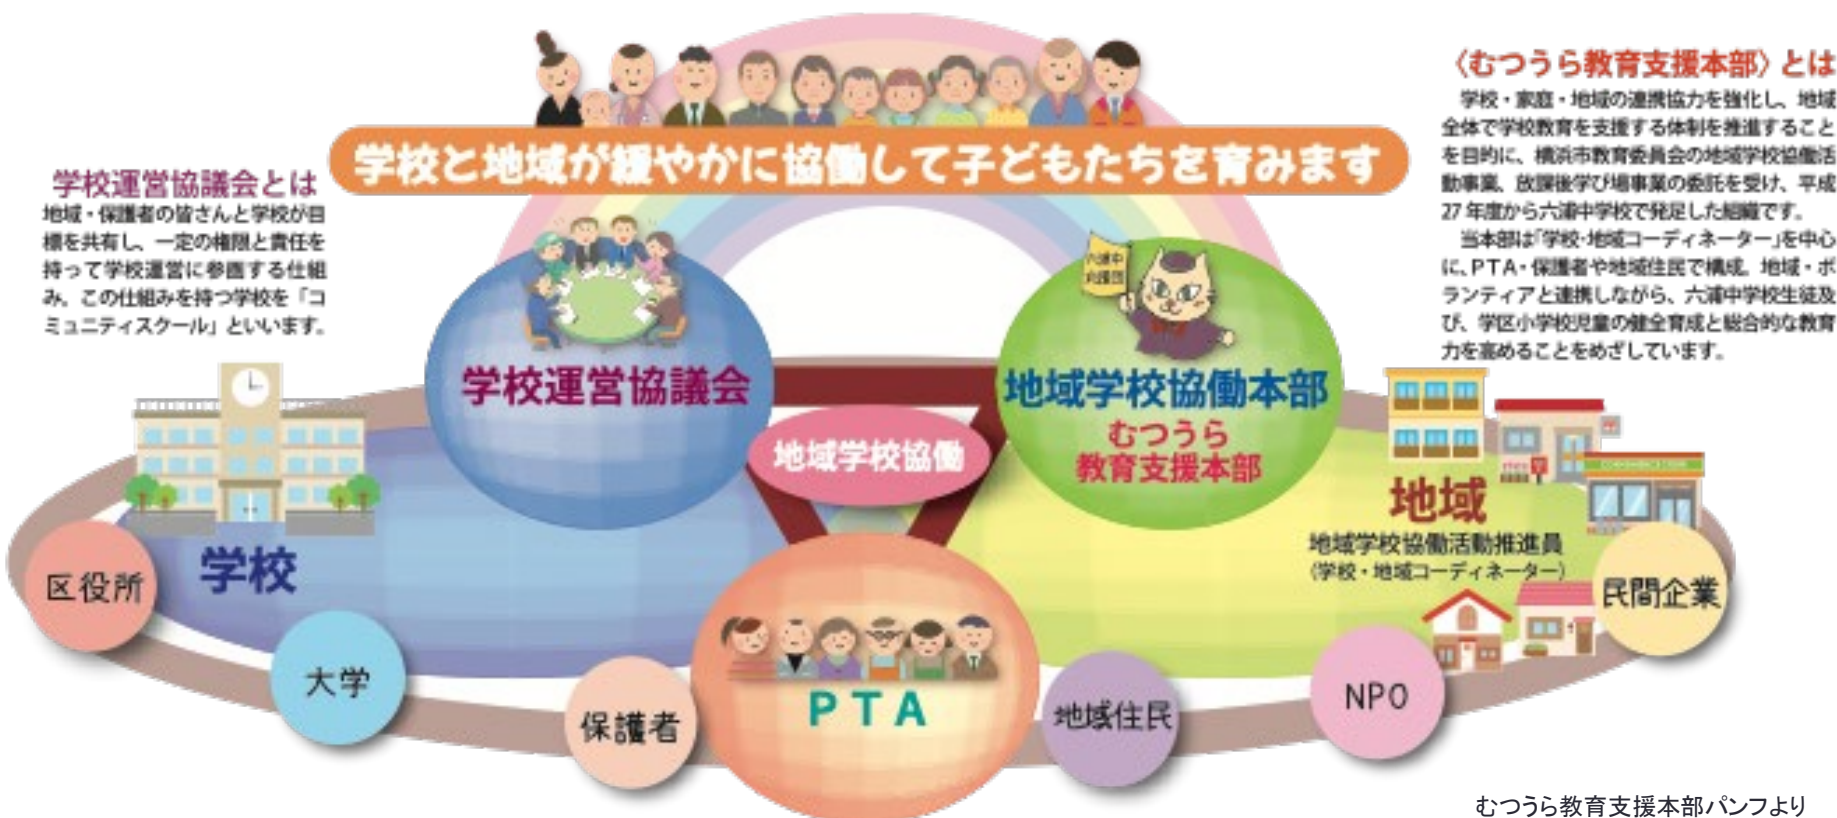 学校と地域が緩やかに協働して子どもたちを育みます
学校運営協議会とは
地域・保護者の皆さんと学校が目
標を共有し、一定の権限と責任を
持って学校運営に参画する仕組
み。この仕組みを持つ学校を「コ
ミュニティスクール」といいます。
〈むつうら教育支援本部〉とは
学校・家庭・地域の連携協力を強化し、地域
全体で学校教育を支援する体制を推進すること
を目的に、横浜市教育委員会の地域学校協働活
動事業、放課後学び場事業の委託を受け、平成
27年度から六浦中学校で発足した組織です。
当本部は「学校・地域コーディネーター」を中心
に、PTA・保護者や地域住民で構成。地域・ボ
ランティアと連携しながら、六浦中学校生徒及
び、学区小学校児童の健全育成と総合的な教育
力を高めることをめざしています。
六浦中
応援団
学校運営協議会
地域学校協働本部
むつうら
教育支援本部
地域学校協働
学校
地域
地域学校協働活動推進員
(学校・地域コーディネーター)
区役所
大学
保護者
PTA
地域住民
NPO
民間企業
むつうら教育支援本部パンフより